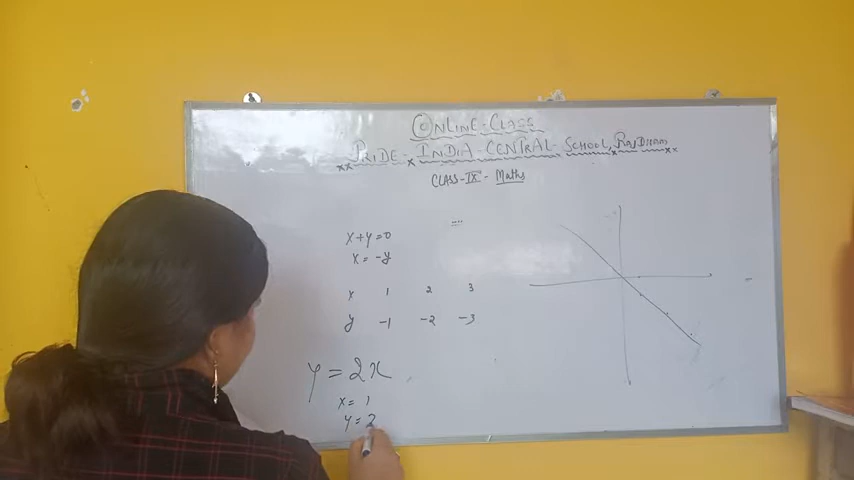 ONLINE-CLASS
PRIDE-INDIA CENTRAL-SCHOOL, RAJDHAM
CLASS-IX - Maths
x+y=0
x = -y
x 1 2 3
y -1 -2 -3
y = 2x
x = 1
y = 2